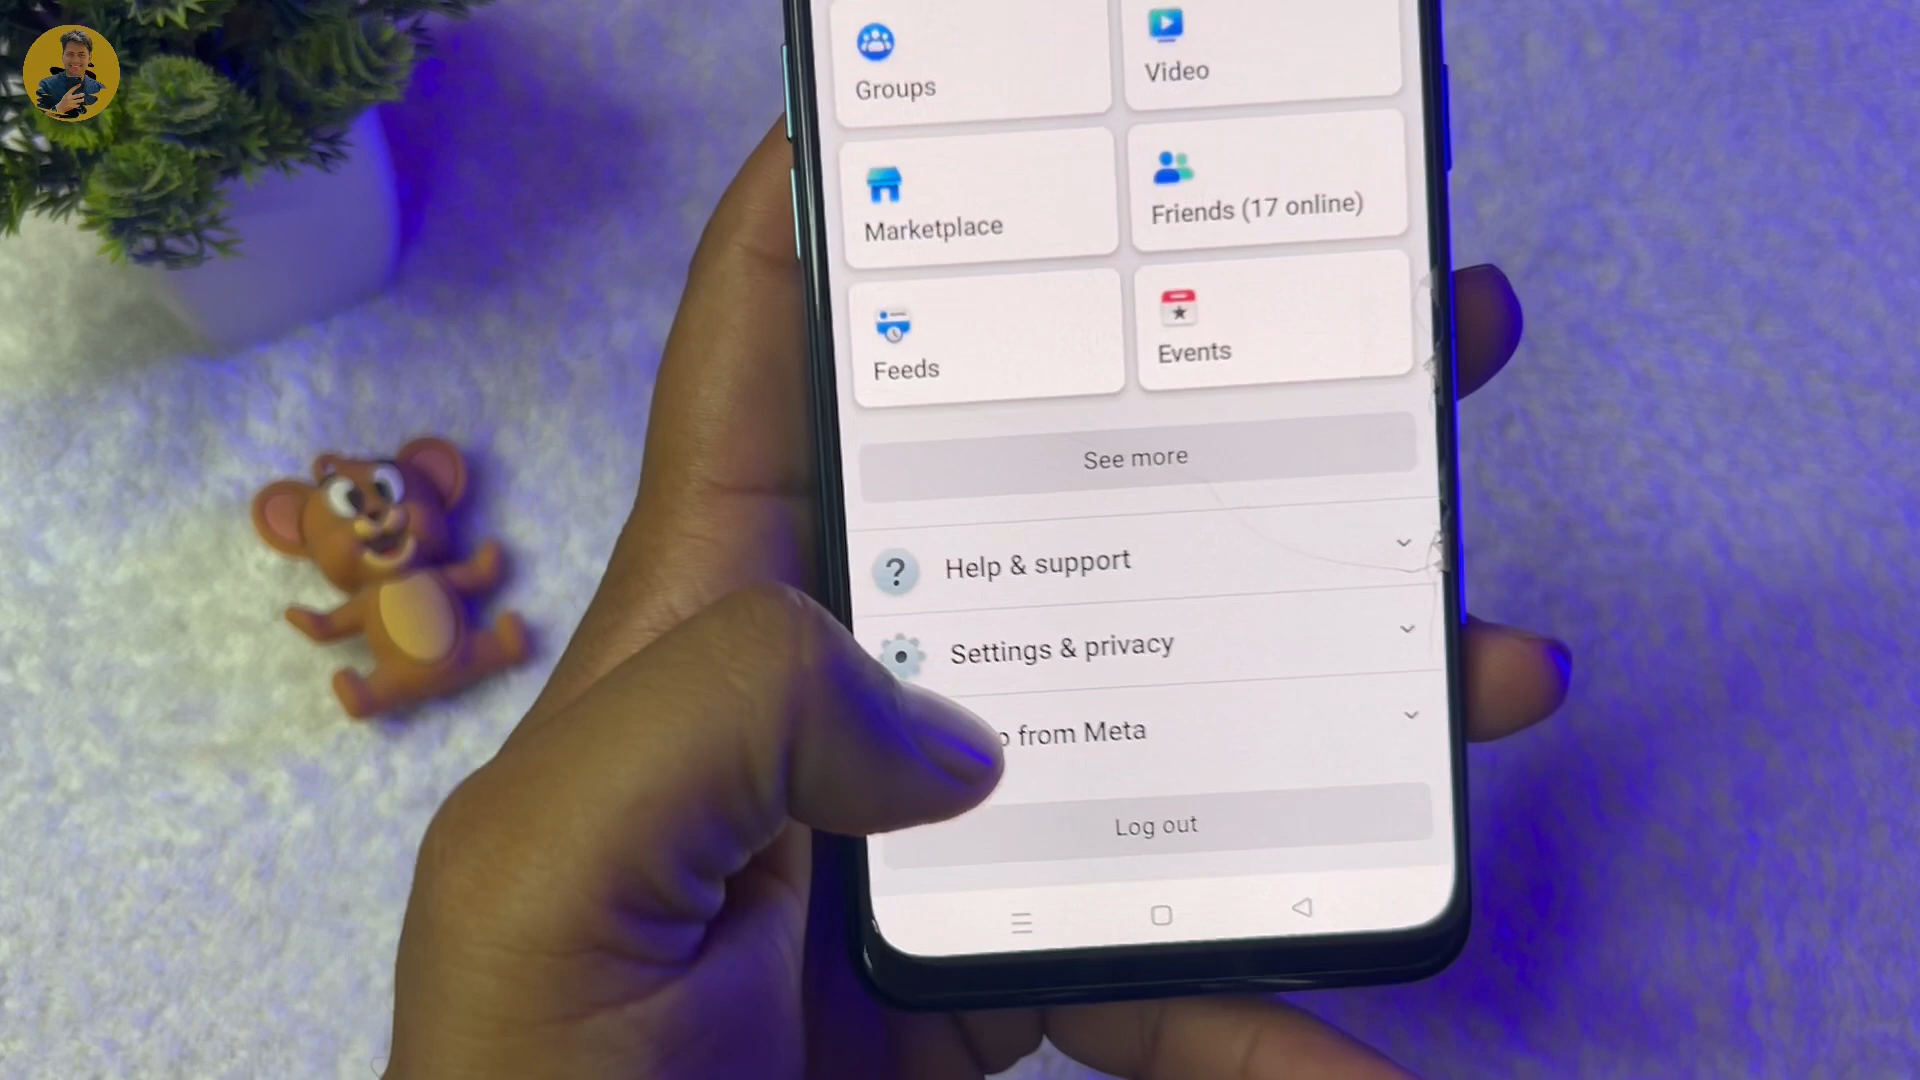 Groups
Video
Marketplace
Friends (17 online)
Feeds
Events
See more
Help & support
Settings & privacy
from Meta
Log out